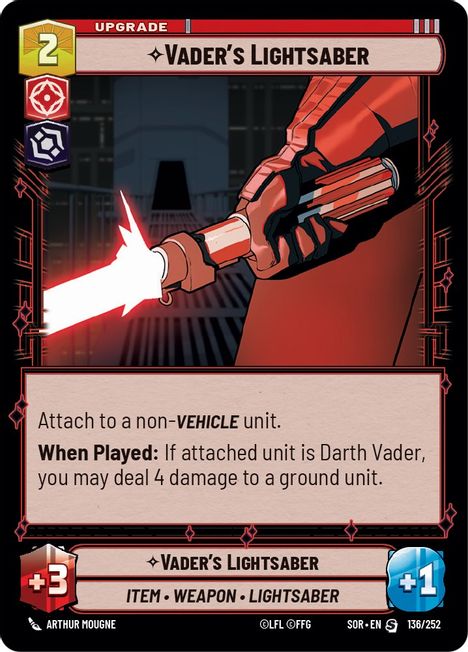 UPGRADE
2
✧VADER'S LIGHTSABER
Attach to a non-VEHICLE unit.
When Played: If attached unit is Darth Vader,
you may deal 4 damage to a ground unit.
+3
✧VADER'S LIGHTSABER
+1
ITEM • WEAPON • LIGHTSABER
ARTHUR MOUGNE ©LFL ©FFG SOR • EN S 136/252